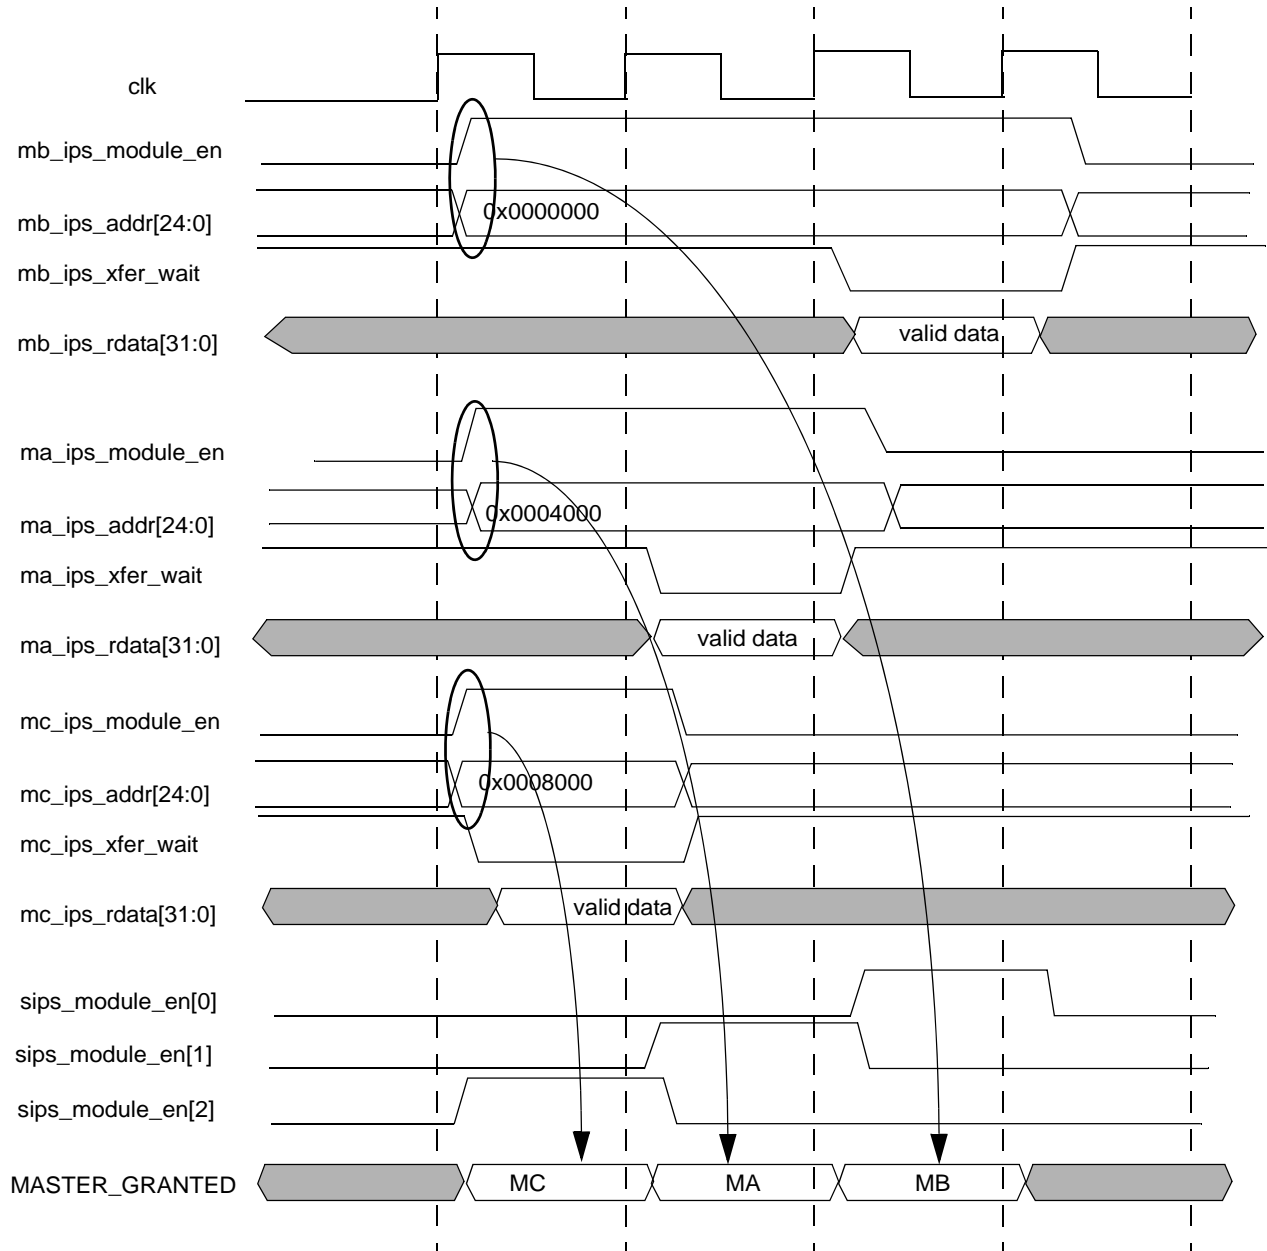 clk
mb_ips_module_en
mb_ips_addr[24:0]
0x0000000
mb_ips_xfer_wait
mb_ips_rdata[31:0]
valid data
ma_ips_module_en
ma_ips_addr[24:0]
0x0004000
ma_ips_xfer_wait
ma_ips_rdata[31:0]
valid data
mc_ips_module_en
mc_ips_addr[24:0]
0x0008000
mc_ips_xfer_wait
mc_ips_rdata[31:0]
valid data
sips_module_en[0]
sips_module_en[1]
sips_module_en[2]
MASTER_GRANTED
MC
MA
MB